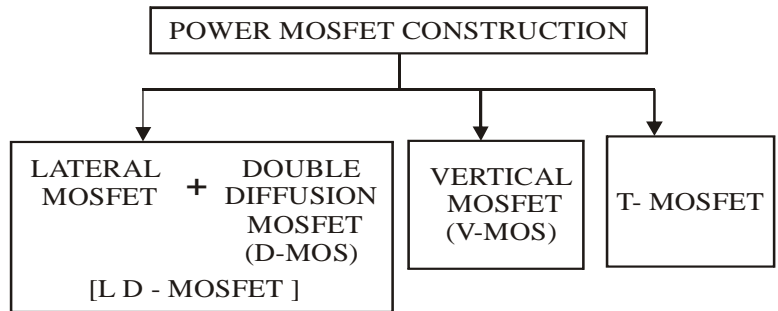 POWER MOSFET CONSTRUCTION
LATERAL
MOSFET
+
DOUBLE
DIFFUSION
MOSFET
(D-MOS)
[L D - MOSFET ]
VERTICAL
MOSFET
(V-MOS)
T- MOSFET